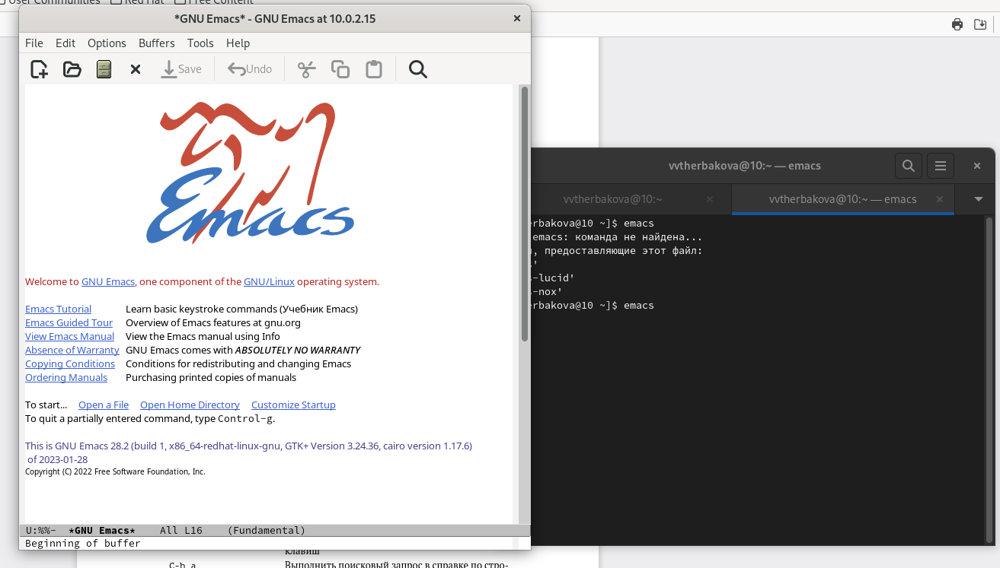 User Communities Red Hat Free Content
*GNU Emacs* - GNU Emacs at 10.0.2.15
File Edit Options Buffers Tools Help
Save Undo
Emacs
Welcome to GNU Emacs, one component of the GNU/Linux operating system.
Emacs Tutorial Learn basic keystroke commands (Учебник Emacs)
Emacs Guided Tour Overview of Emacs features at gnu.org
View Emacs Manual View the Emacs manual using Info
Absence of Warranty GNU Emacs comes with ABSOLUTELY NO WARRANTY
Copying Conditions Conditions for redistributing and changing Emacs
Ordering Manuals Purchasing printed copies of manuals
To start... Open a File Open Home Directory Customize Startup
To quit a partially entered command, type Control-g.
This is GNU Emacs 28.2 (build 1, x86_64-redhat-linux-gnu, GTK+ Version 3.24.36, cairo version 1.17.6)
of 2023-01-28
Copyright (C) 2022 Free Software Foundation, Inc.
U:%%- *GNU Emacs* All L16 (Fundamental)
Beginning of buffer
vvtherbakova@10:~ — emacs
vvtherbakova@10:~ vvtherbakova@10:~ — emacs
erbakova@10 ~]$ emacs
emacs: команда не найдена...
, предоставляющие этот файл:
'
-lucid'
-nox'
erbakova@10 ~]$ emacs
клавиш
C-h a Выполнить поисковый запрос в справке по стро-